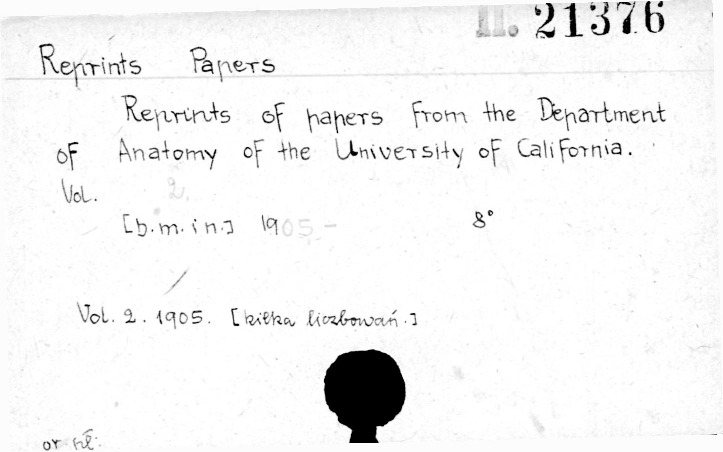 II. 21376
Reprints Papers
Reprints of papers from the Department
of Anatomy of the University of California.
Vol. 2.
[b.m. i n.] 1905 - 8°
Vol. 2. 1905. [kilka liczbowań.]